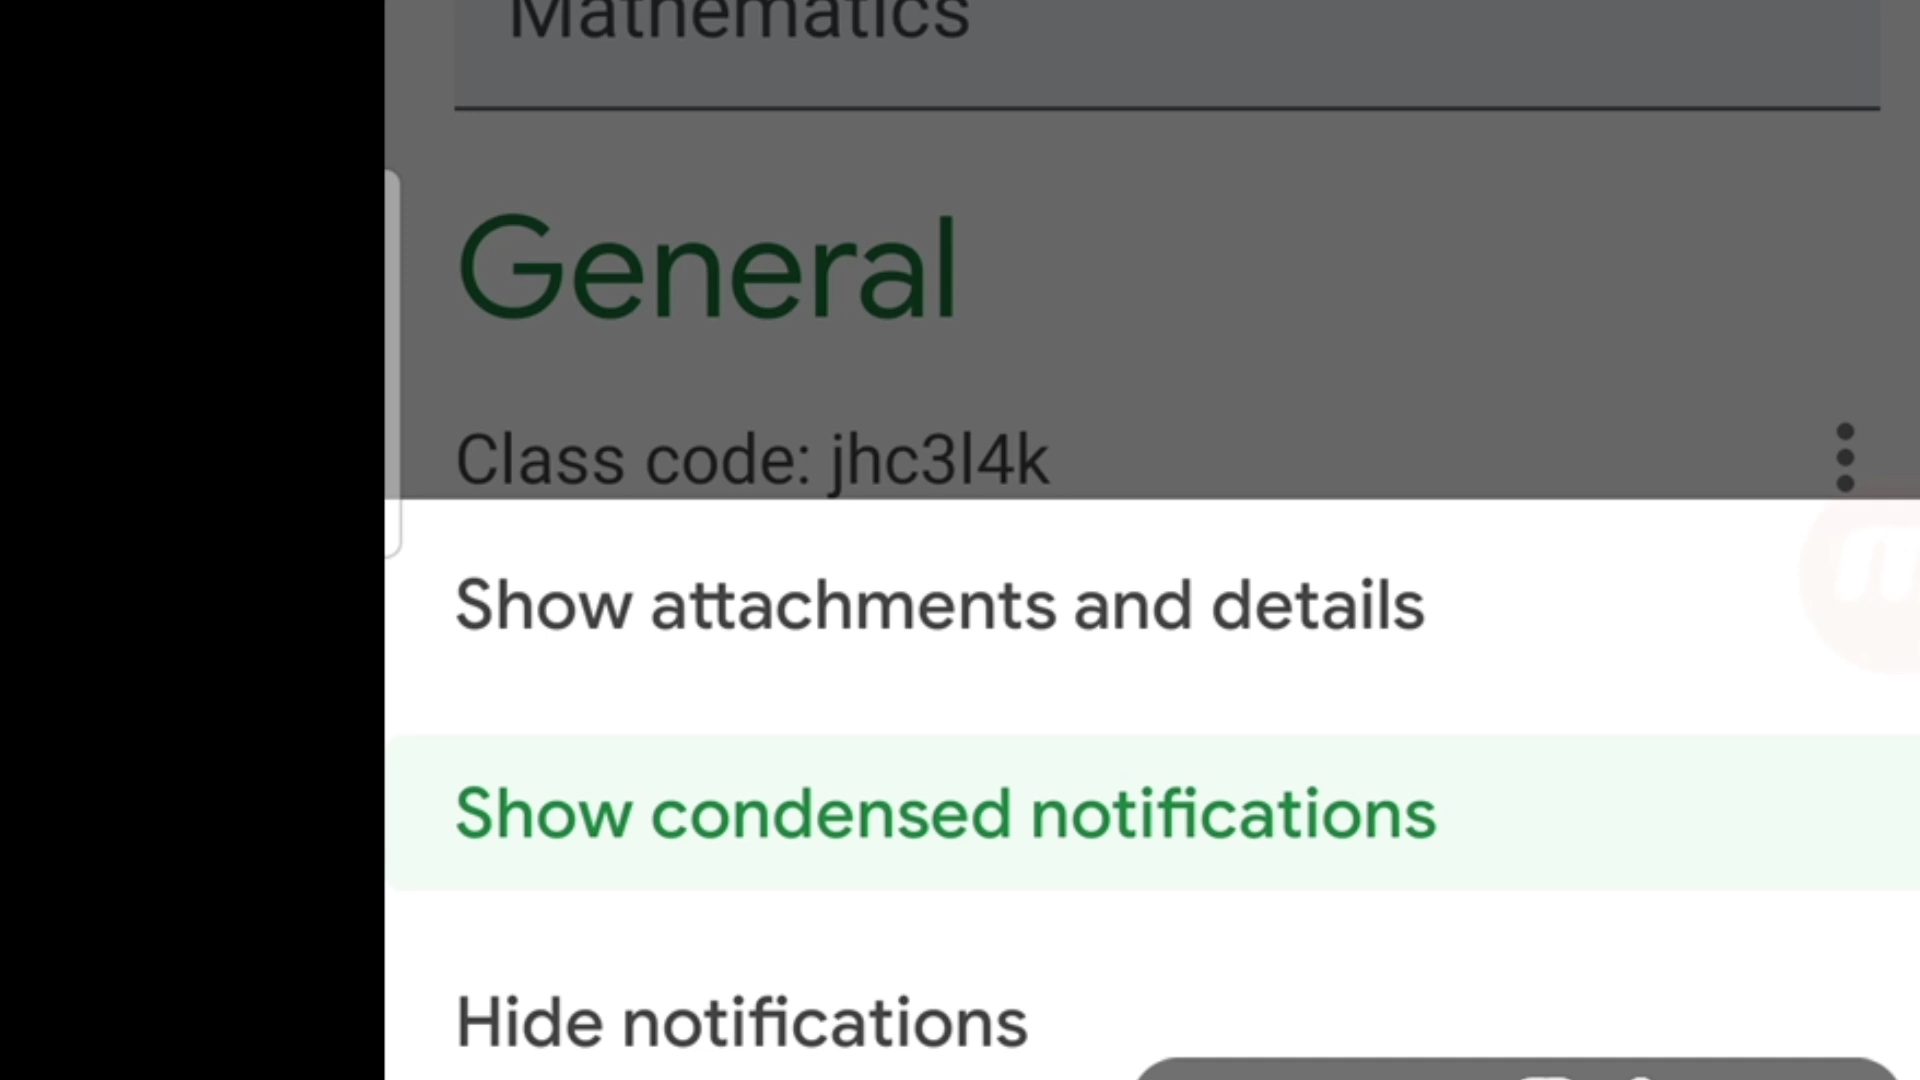 Mathematics
General
Class code: jhc3l4k
Show attachments and details
Show condensed notifications
Hide notifications